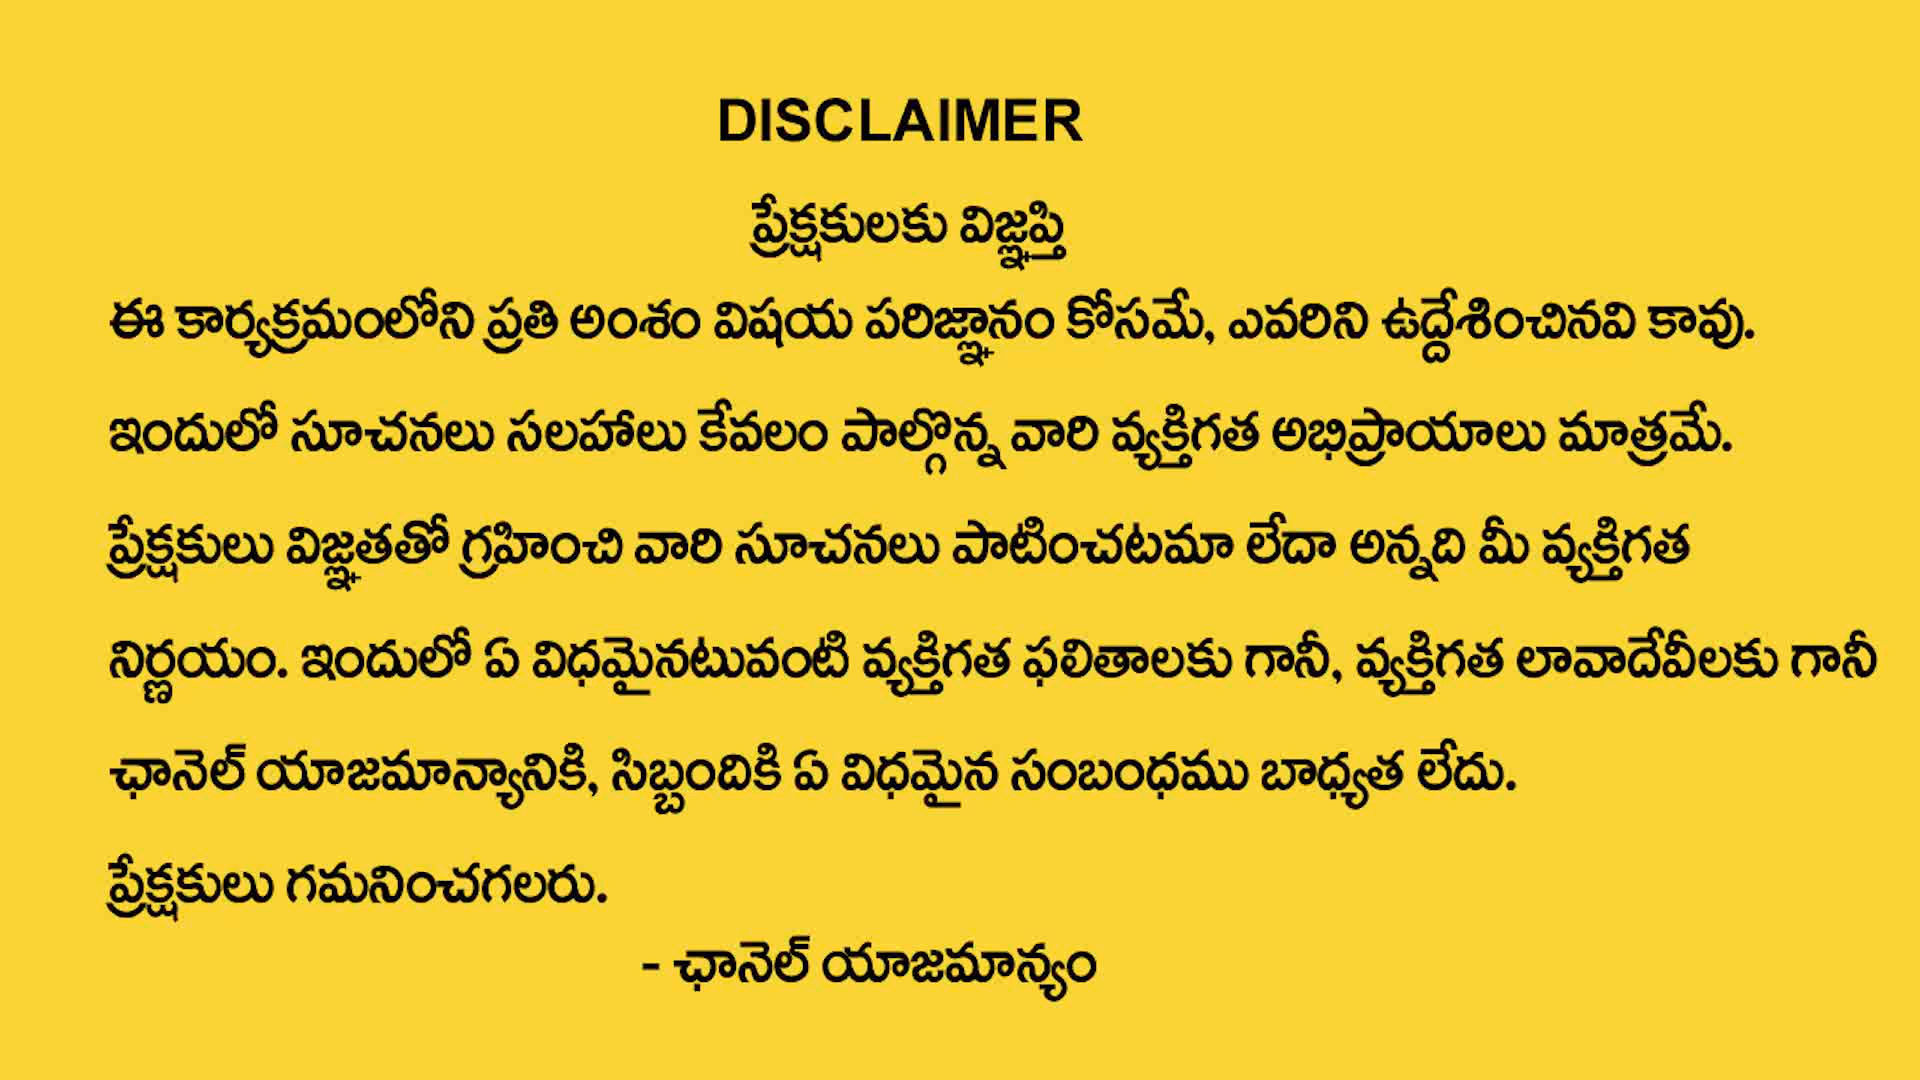 DISCLAIMER
ప్రేక్షకులకు విజ్ఞప్తి
ఈ కార్యక్రమంలోని ప్రతి అంశం విషయ పరిజ్ఞానం కోసమే, ఎవరిని ఉద్దేశించినవి కావు.
ఇందులో సూచనలు సలహాలు కేవలం పాల్గొన్న వారి వ్యక్తిగత అభిప్రాయాలు మాత్రమే.
ప్రేక్షకులు విజ్ఞతతో గ్రహించి వారి సూచనలు పాటించటమా లేదా అన్నది మీ వ్యక్తిగత
నిర్ణయం. ఇందులో ఏ విధమైనటువంటి వ్యక్తిగత ఫలితాలకు గానీ, వ్యక్తిగత లావాదేవీలకు గానీ
ఛానెల్ యాజమాన్యానికి, సిబ్బందికి ఏ విధమైన సంబంధము బాధ్యత లేదు.
ప్రేక్షకులు గమనించగలరు.
- ఛానెల్ యాజమాన్యం